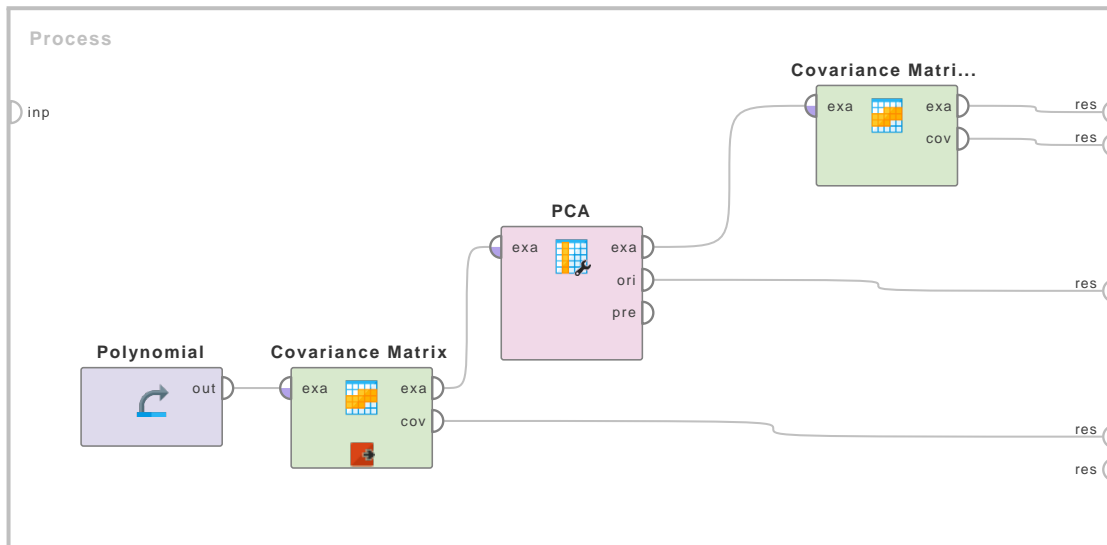 Process
inp
Covariance Matri...
exa exa
cov
res
res
PCA
exa exa
ori
pre
res
Polynomial
out
Covariance Matrix
exa exa
cov
res
res